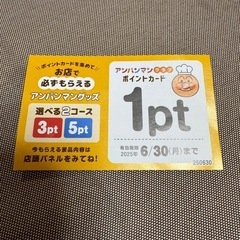 ポイントカードを集めて
お店で
必ずもらえる
アンパンマングッズ
選べる2コース
3pt 5pt
今もらえる景品内容は
店頭パネルをみてね!
アンパンマンクラブ
ポイントカード
1pt
有効期限
2025年 6/30(月)まで
250630